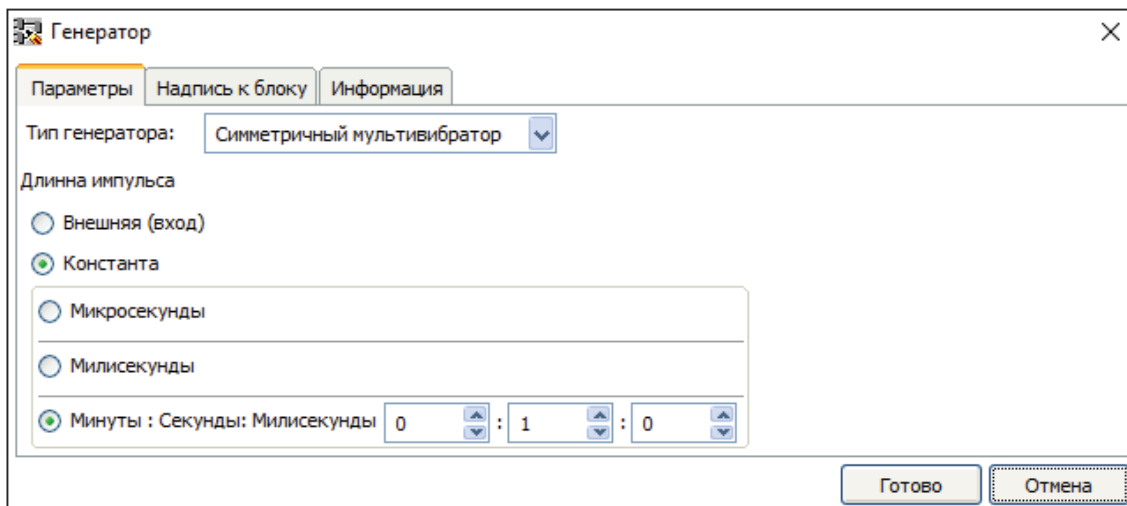 Генератор
Параметры Надпись к блоку Информация
Тип генератора: Симметричный мультивибратор
Длинна импульса
Внешняя (вход)
Константа
Микросекунды
Милисекунды
Минуты : Секунды: Милисекунды 0 : 1 : 0
Готово Отмена